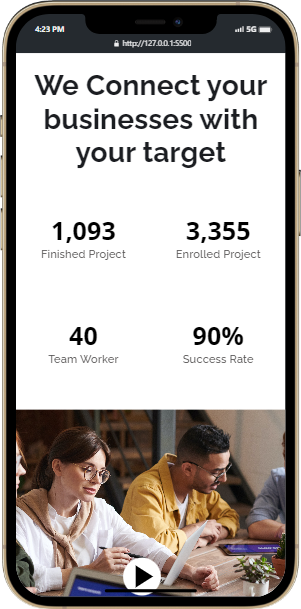 4:23 PM
5G
http://127.0.0.1:5500
We Connect your
businesses with
your target
1,093
3,355
Finished Project
Enrolled Project
40
90%
Team Worker
Success Rate